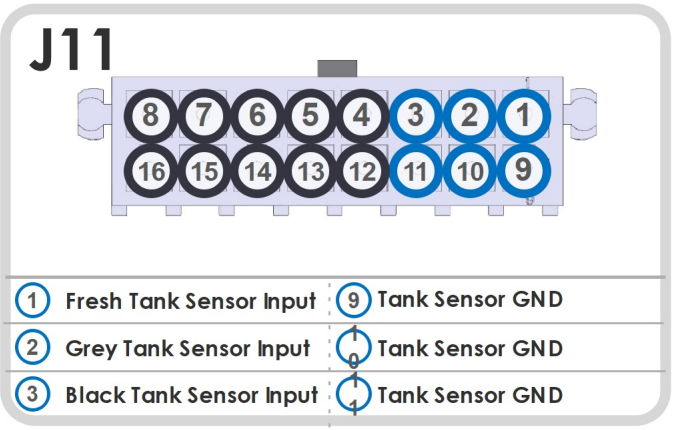 J11
8 7 6 5 4 3 2 1
16 15 14 13 12 11 10 9
1 Fresh Tank Sensor Input 9 Tank Sensor GND
2 Grey Tank Sensor Input 10 Tank Sensor GND
3 Black Tank Sensor Input 11 Tank Sensor GND